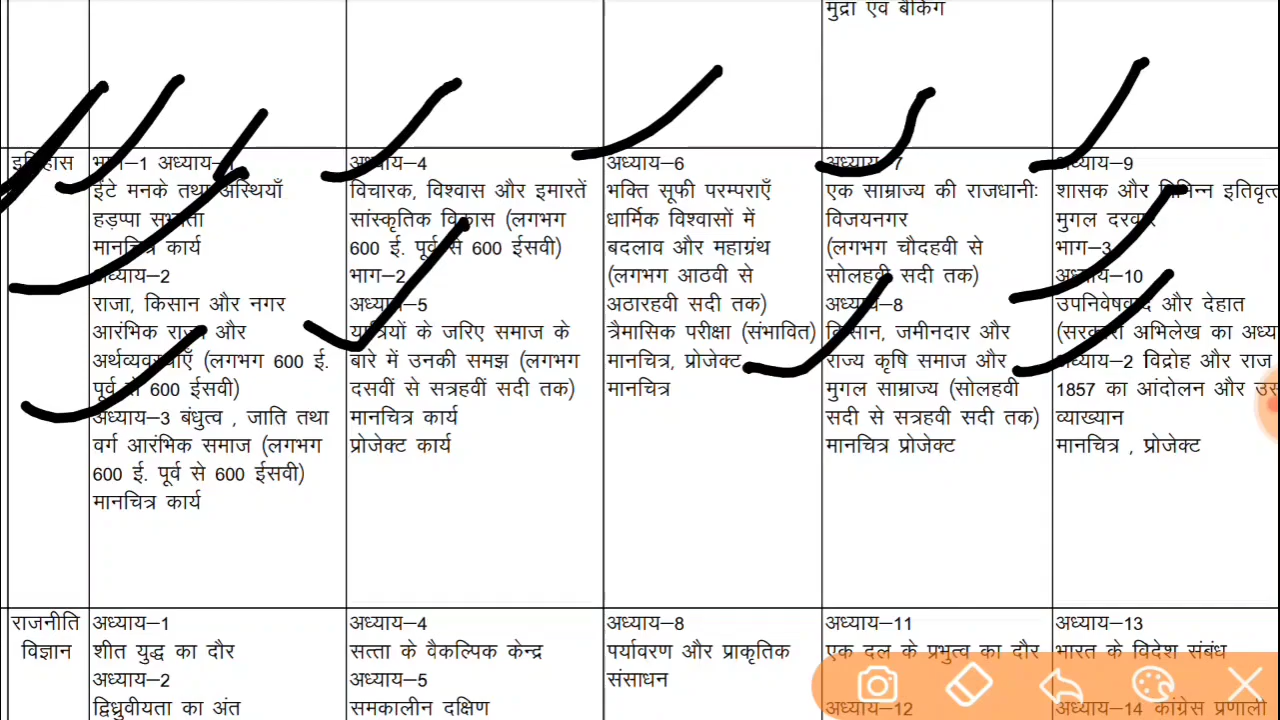 मुद्रा एवं बैंकिंग
इतिहास
भाग–1 अध्याय–1
ईंटे मनके तथा अस्थियाँ
हड़प्पा सभ्यता
मानचित्र कार्य
अध्याय–2
राजा, किसान और नगर
आरंभिक राज्य और
अर्थव्यवस्थाएँ (लगभग 600 ई.
पूर्व से 600 ईसवी)
अध्याय–3 बंधुत्व , जाति तथा
वर्ग आरंभिक समाज (लगभग
600 ई. पूर्व से 600 ईसवी)
मानचित्र कार्य
अध्याय–4
विचारक, विश्वास और इमारतें
सांस्कृतिक विकास (लगभग
600 ई. पूर्व से 600 ईसवी)
भाग–2
अध्याय–5
यात्रियों के जरिए समाज के
बारे में उनकी समझ (लगभग
दसवीं से सत्रहवीं सदी तक)
मानचित्र कार्य
प्रोजेक्ट कार्य
अध्याय–6
भक्ति सूफी परम्पराएँ
धार्मिक विश्वासों में
बदलाव और महाग्रंथ
(लगभग आठवी से
अठारहवी सदी तक)
त्रैमासिक परीक्षा (संभावित)
मानचित्र, प्रोजेक्ट
मानचित्र
अध्याय–7
एक साम्राज्य की राजधानीः
विजयनगर
(लगभग चौदहवी से
सोलहवी सदी तक)
अध्याय–8
किसान, जमीनदार और
राज्य कृषि समाज और
मुगल साम्राज्य (सोलहवी
सदी से सत्रहवी सदी तक)
मानचित्र प्रोजेक्ट
अध्याय–9
शासक और विभिन्न इतिवृत्त
मुगल दरबार
भाग–3
अध्याय–10
उपनिवेषवाद और देहात
(सरकारी अभिलेख का अध्य
अध्याय–2 विद्रोह और राज
1857 का आंदोलन और उस
व्याख्यान
मानचित्र , प्रोजेक्ट
राजनीति
विज्ञान
अध्याय–1
शीत युद्ध का दौर
अध्याय–2
द्विध्रुवीयता का अंत
अध्याय–4
सत्ता के वैकल्पिक केन्द्र
अध्याय–5
समकालीन दक्षिण
अध्याय–8
पर्यावरण और प्राकृतिक
संसाधन
अध्याय–11
एक दल के प्रभुत्व का दौर
अध्याय–12
अध्याय–13
भारत के विदेश संबंध
अध्याय–14 कांग्रेस प्रणाली